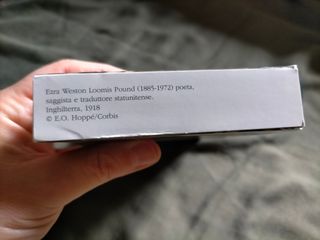 Ezra Weston Loomis Pound (1885-1972) poeta,
saggista e traduttore statunitense.
Inghilterra, 1918
© E.O. Hoppé/Corbis